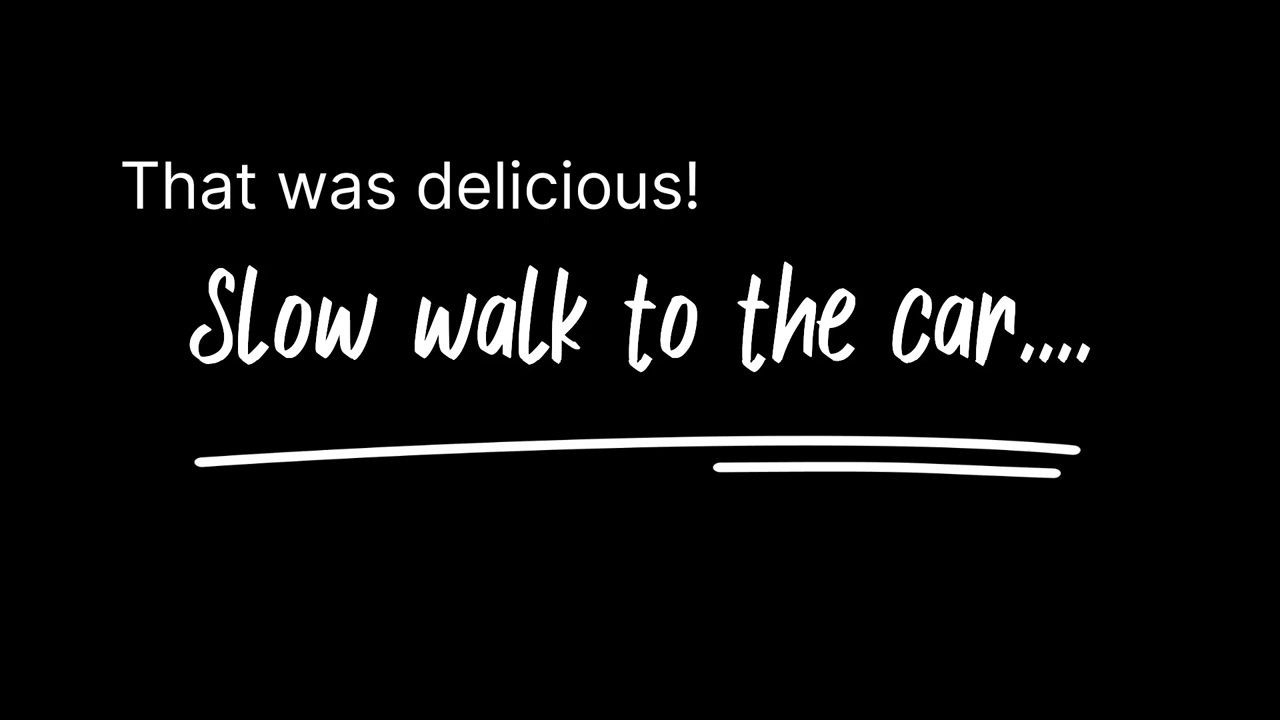 That was delicious!
Slow walk to the car....